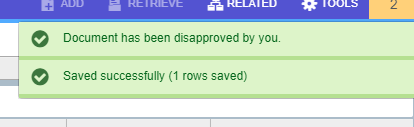 ADD RETRIEVE RELATED TOOLS 2
Document has been disapproved by you.
Saved successfully (1 rows saved)